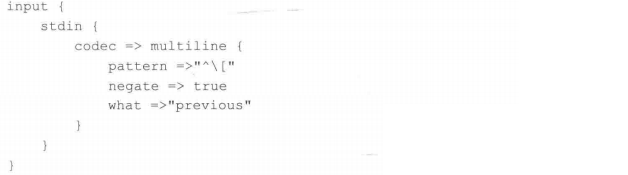 input {
    stdin {
        codec => multiline {
            pattern =>"^\["
            negate => true
            what =>"previous"
        }
    }
}